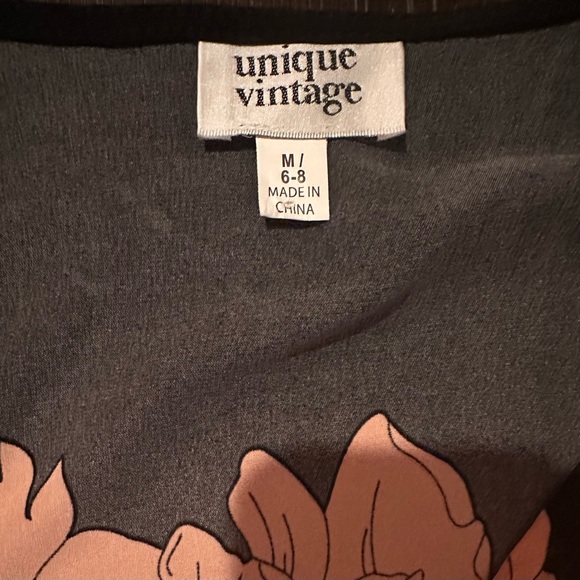 unique
vintage
M /
6-8
MADE IN
CHINA